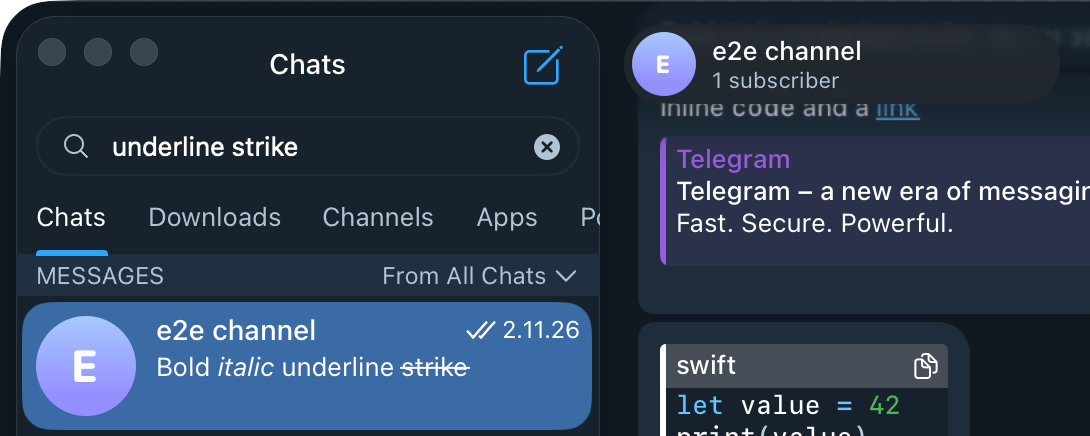 Chats
underline strike
Chats Downloads Channels Apps
MESSAGES From All Chats
E
e2e channel 2.11.26
Bold italic underline strike
E
e2e channel
1 subscriber
Inline code and a link
Telegram
Telegram – a new era of
Fast. Secure. Powerful.
swift
let value = 42
print(value)